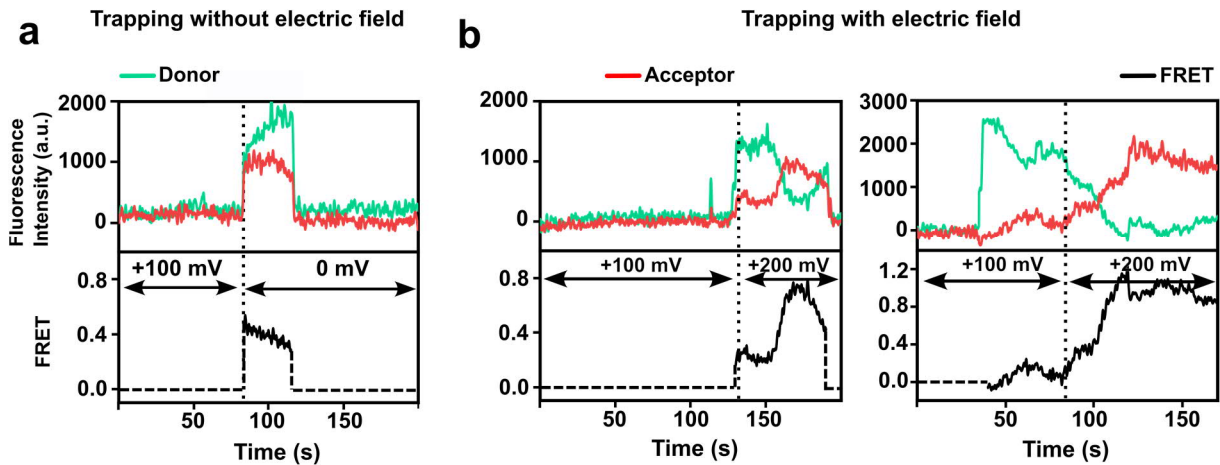 Trapping without electric field
Trapping with electric field
a
b
Donor
Acceptor
FRET
Fluorescence
Intensity (a.u.)
2000
1000
0
2000
1000
0
3000
2000
1000
0
+100 mV
0 mV
+100 mV
+200 mV
+100 mV
+200 mV
FRET
0.8
0.4
0.0
0.8
0.4
0.0
1.2
0.8
0.4
0.0
50 100 150
50 100 150
50 100 150
Time (s)
Time (s)
Time (s)